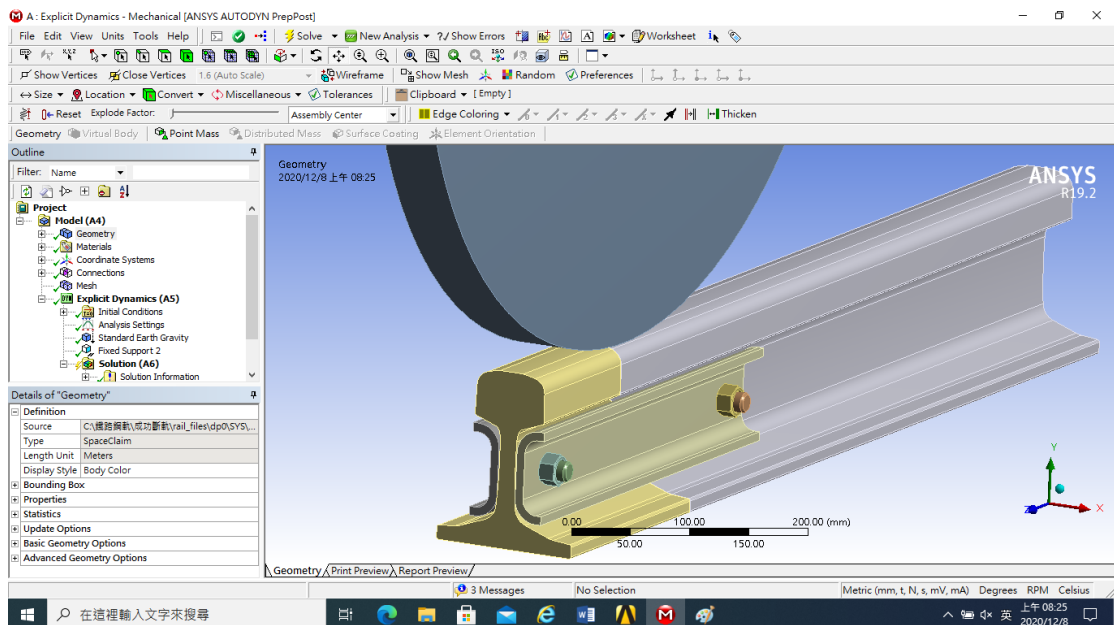 A : Explicit Dynamics - Mechanical [ANSYS AUTODYN PrepPost]
File Edit View Units Tools Help Solve New Analysis ?/ Show Errors Worksheet
Show Vertices Close Vertices 1.6 (Auto Scale) Wireframe Show Mesh Random Preferences
Size Location Convert Miscellaneous Tolerances Clipboard [ Empty ]
Reset Explode Factor: Assembly Center Edge Coloring Thicken
Geometry Virtual Body Point Mass Distributed Mass Surface Coating Element Orientation
Outline
Filter: Name
Project
Model (A4)
Geometry
Materials
Coordinate Systems
Connections
Mesh
Explicit Dynamics (A5)
Initial Conditions
Analysis Settings
Standard Earth Gravity
Fixed Support 2
Solution (A6)
Solution Information
Details of "Geometry"
Definition
Source C:\鐵路鋼軌\成功斷軌\rail_files\dp0\SYS\...
Type SpaceClaim
Length Unit Meters
Display Style Body Color
Bounding Box
Properties
Statistics
Update Options
Basic Geometry Options
Advanced Geometry Options
Geometry
2020/12/8 上午 08:25
ANSYS
R19.2
Y
X
Z
0.00 100.00 200.00 (mm)
50.00 150.00
Geometry Print Preview Report Preview
3 Messages No Selection Metric (mm, t, N, s, mV, mA) Degrees RPM Celsius
在這裡輸入文字來搜尋 英 上午 08:25
2020/12/8